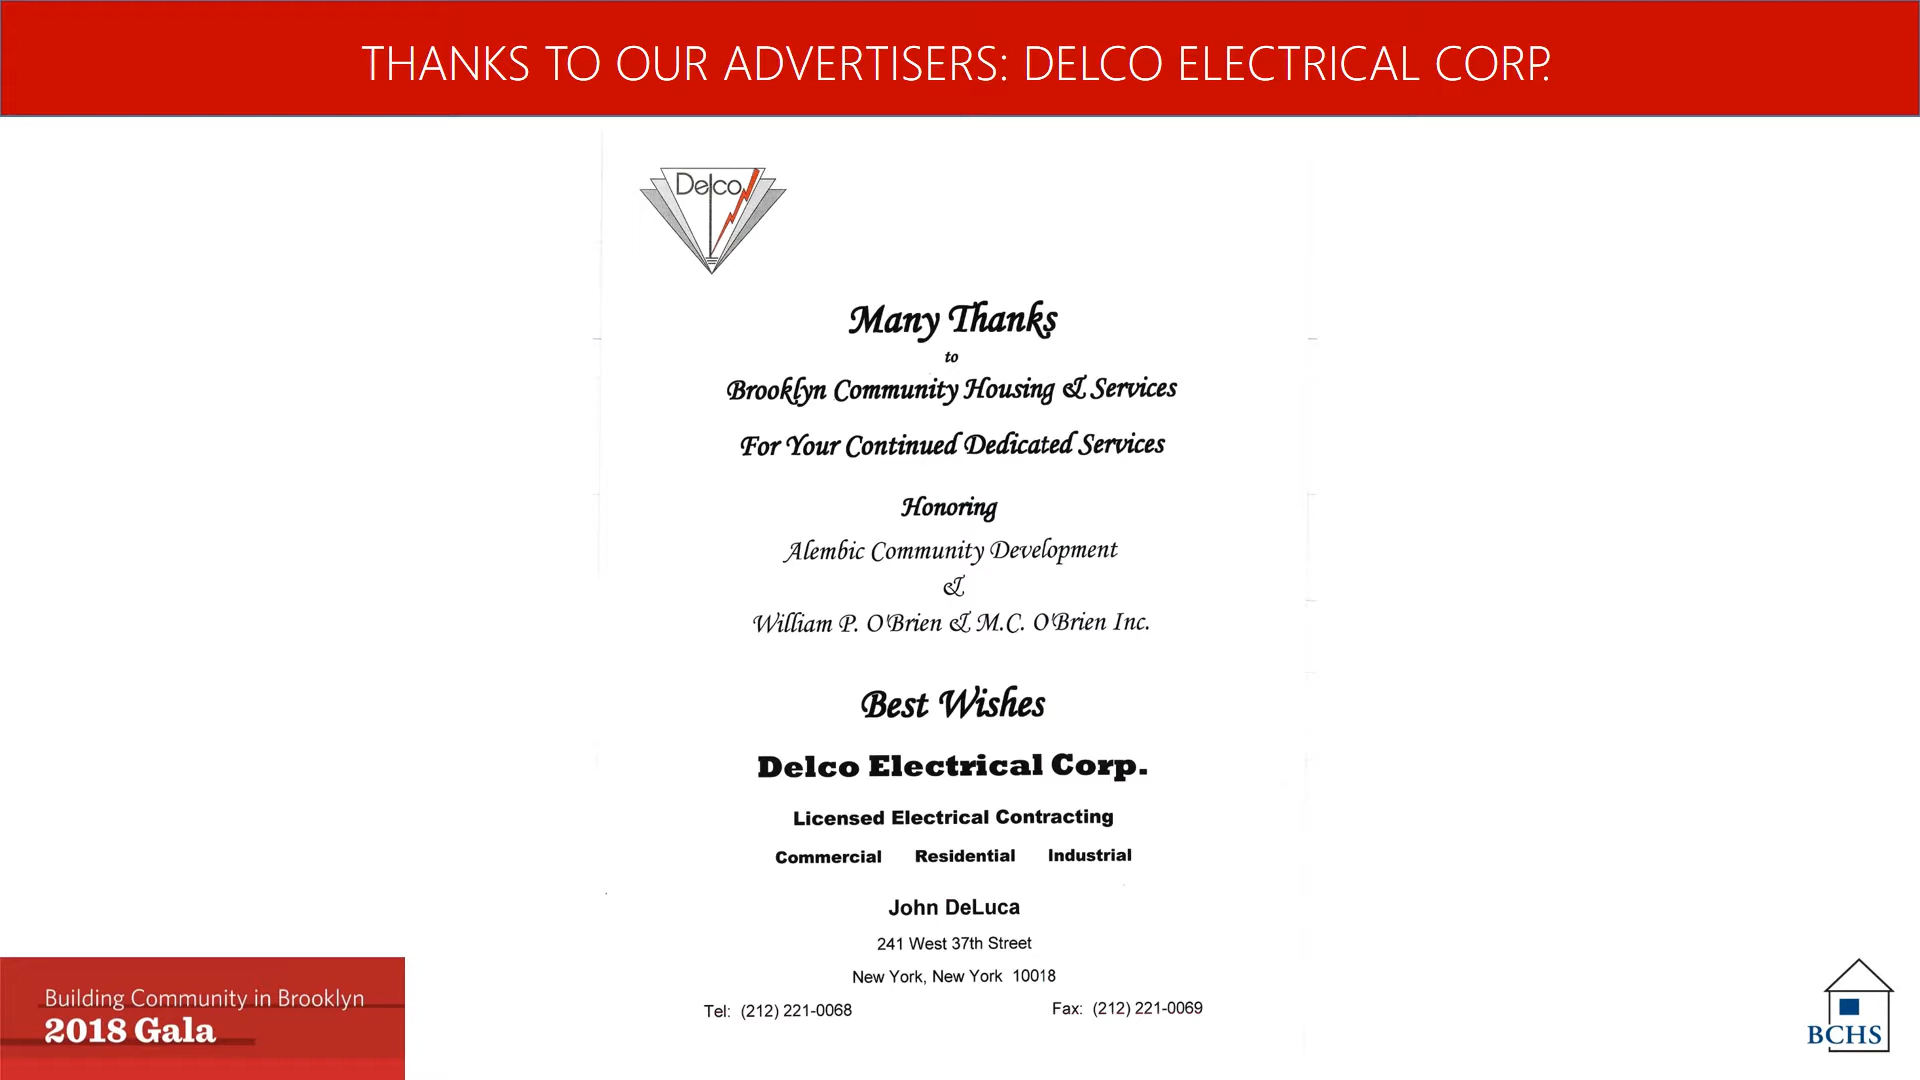 THANKS TO OUR ADVERTISERS: DELCO ELECTRICAL CORP.
Delco
Many Thanks
to
Brooklyn Community Housing & Services
For Your Continued Dedicated Services
Honoring
Alembic Community Development
&
William P. O'Brien & M.C. O'Brien Inc.
Best Wishes
Delco Electrical Corp.
Licensed Electrical Contracting
Commercial Residential Industrial
John DeLuca
241 West 37th Street
New York, New York 10018
Tel: (212) 221-0068 Fax: (212) 221-0069
Building Community in Brooklyn
2018 Gala
BCHS